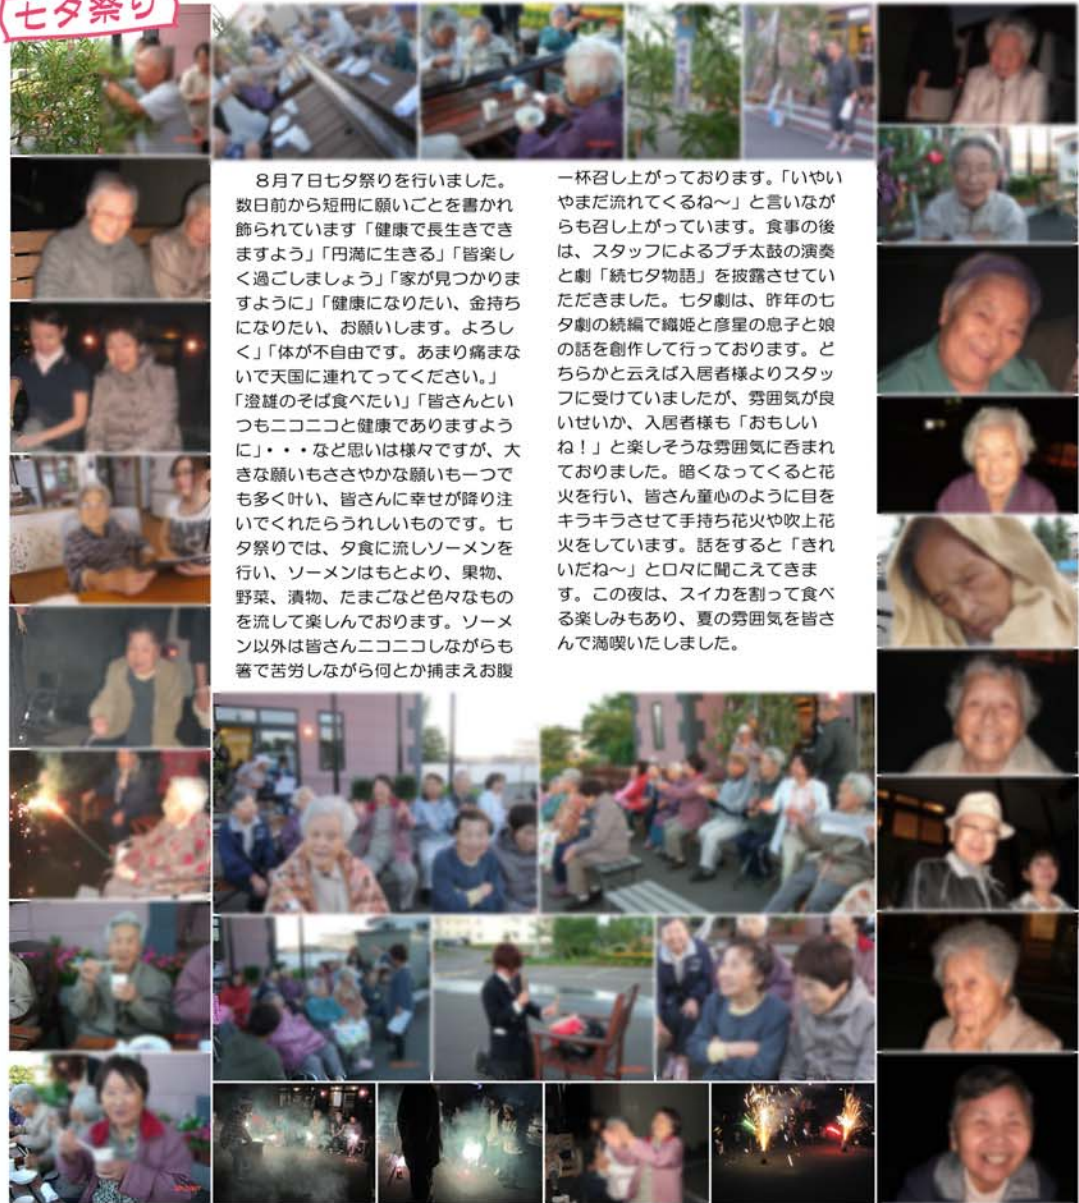 七夕祭り
８月７日七夕祭りを行いました。
数日前から短冊に願いごとを書かれ
飾られています「健康で長生きでき
ますよう」「円満に生きる」「皆楽し
く過ごしましょう」「家が見つかりま
すように」「健康になりたい、金持ち
になりたい、お願いします。よろし
く」「体が不自由です。あまり痛まな
いで天国に連れてってください。」
「澄雄のそば食べたい」「皆さんとい
つもニコニコと健康でありますよう
に」・・・など思いは様々ですが、大
きな願いもささやかな願いも一つで
も多く叶い、皆さんに幸せが降り注
いでくれたらうれしいものです。七
夕祭りでは、夕食に流しソーメンを
行い、ソーメンはもとより、果物、
野菜、漬物、たまごなど色々なもの
を流して楽しんでおります。ソーメ
ン以外は皆さんニコニコしながらも
箸で苦労しながら何とか捕まえお腹
一杯召し上がっております。「いやい
やまだ流れてくるね～」と言いなが
らも召し上がっています。食事の後
は、スタッフによるプチ太鼓の演奏
と劇「続七夕物語」を披露させてい
ただきました。七夕劇は、昨年の七
夕劇の続編で織姫と彦星の息子と娘
の話を創作して行っております。ど
ちらかと云えば入居者様よりスタッ
フに受けていましたが、雰囲気が良
いせいか、入居者様も「おもしい
ね！」と楽しそうな雰囲気に呑まれ
ておりました。暗くなってくると花
火を行い、皆さん童心のように目を
キラキラさせて手持ち花火や吹上花
火をしています。話をすると「きれ
いだね～」と口々に聞こえてきま
す。この夜は、スイカを割って食べ
る楽しみもあり、夏の雰囲気を皆さ
んで満喫いたしました。